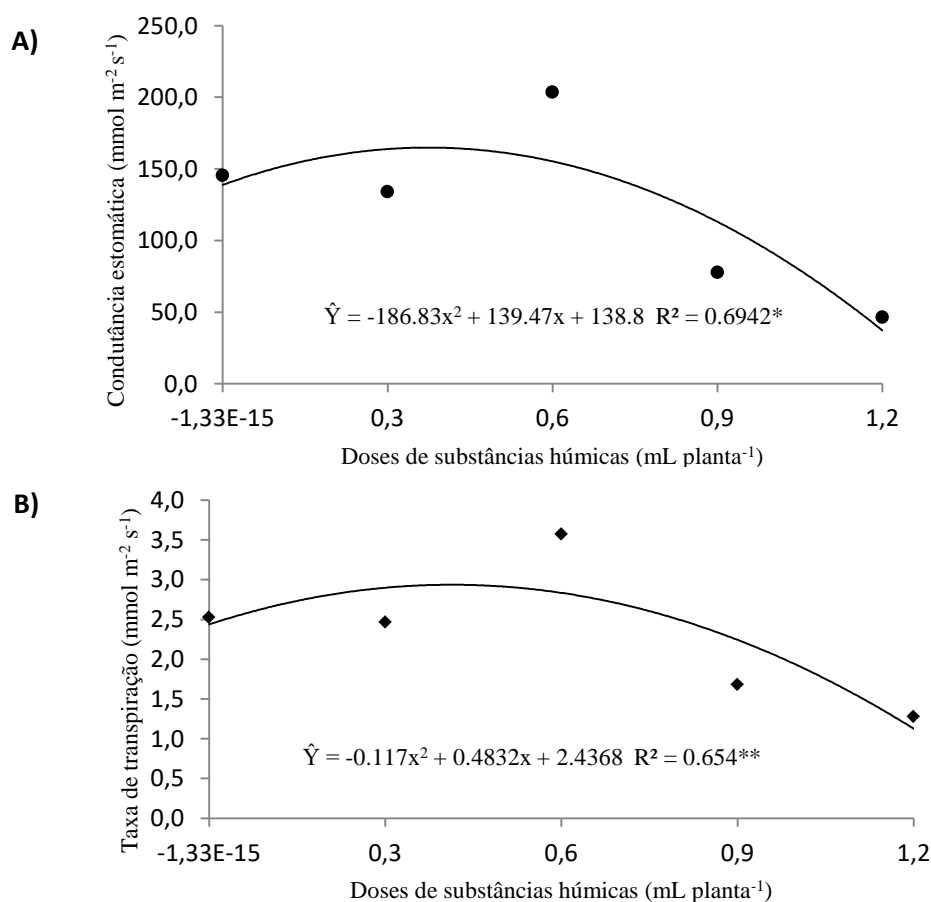 A)
Condutância estomática (mmol m⁻² s⁻¹)
250,0
200,0
150,0
100,0
50,0
0,0
Ŷ = -186.83x² + 139.47x + 138.8 R² = 0.6942*
-1,33E-15 0,3 0,6 0,9 1,2
Doses de substâncias húmicas (mL planta⁻¹)
B)
Taxa de transpiração (mmol m⁻² s⁻¹)
4,0
3,5
3,0
2,5
2,0
1,5
1,0
0,5
0,0
Ŷ = -0.117x² + 0.4832x + 2.4368 R² = 0.654**
-1,33E-15 0,3 0,6 0,9 1,2
Doses de substâncias húmicas (mL planta⁻¹)